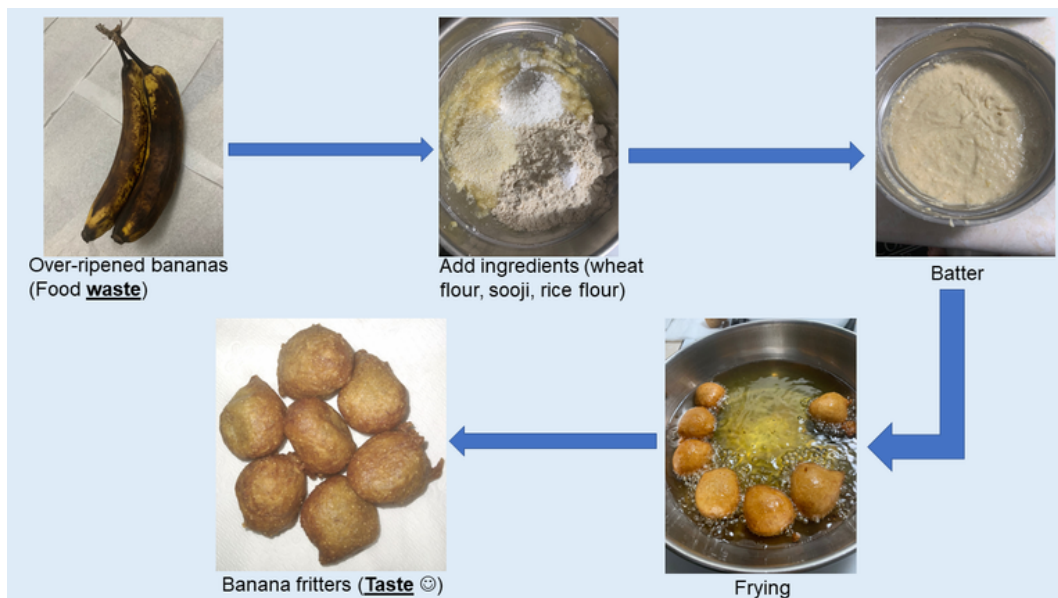 Over-ripened bananas
(Food waste)
Add ingredients (wheat
flour, sooji, rice flour)
Batter
Banana fritters (Taste ☺)
Frying